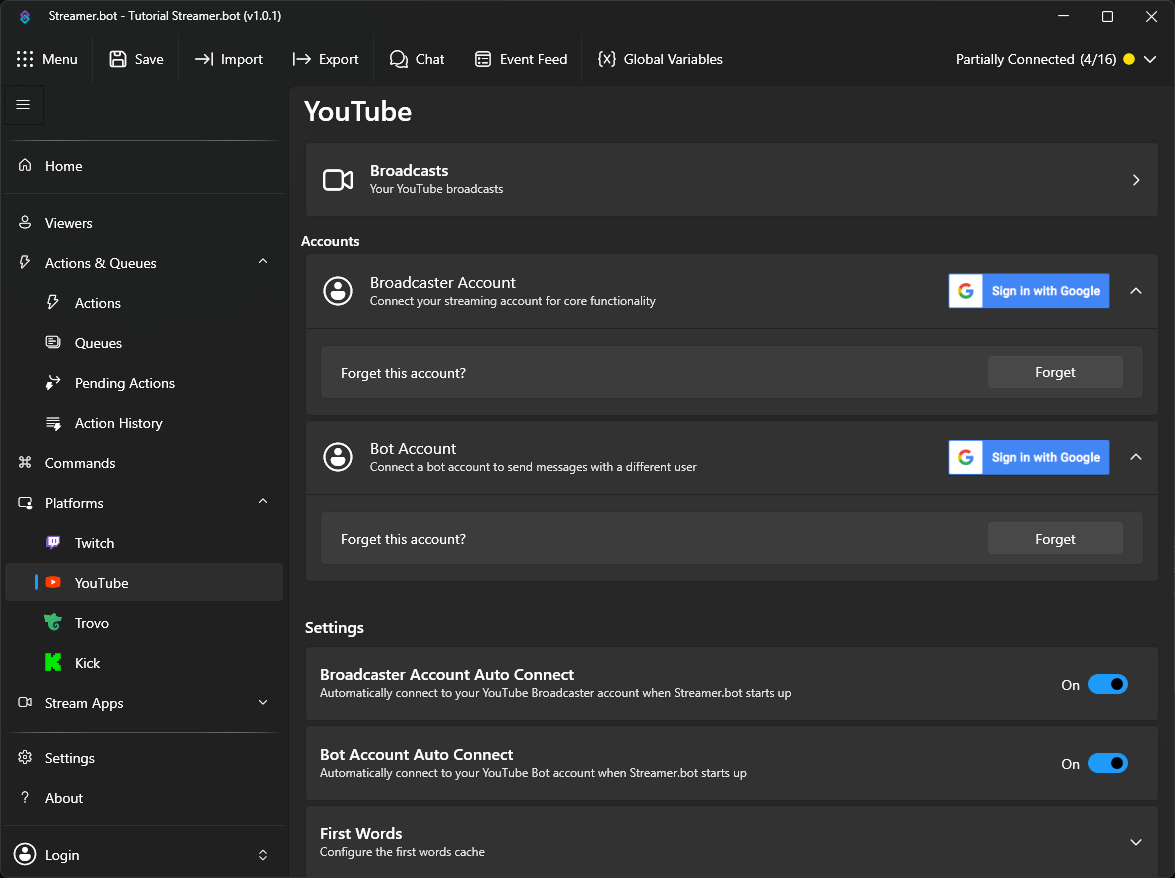 Streamer.bot - Tutorial Streamer.bot (v1.0.1)
Menu
Save
Import
Export
Chat
Event Feed
{x} Global Variables
Partially Connected (4/16)
Home
Viewers
Actions & Queues
Actions
Queues
Pending Actions
Action History
Commands
Platforms
Twitch
YouTube
Trovo
Kick
Stream Apps
Settings
? About
Login
YouTube
Broadcasts
Your YouTube broadcasts
Accounts
Broadcaster Account
Connect your streaming account for core functionality
G Sign in with Google
Forget this account?
Forget
Bot Account
Connect a bot account to send messages with a different user
G Sign in with Google
Forget this account?
Forget
Settings
Broadcaster Account Auto Connect
Automatically connect to your YouTube Broadcaster account when Streamer.bot starts up
On
Bot Account Auto Connect
Automatically connect to your YouTube Bot account when Streamer.bot starts up
On
First Words
Configure the first words cache